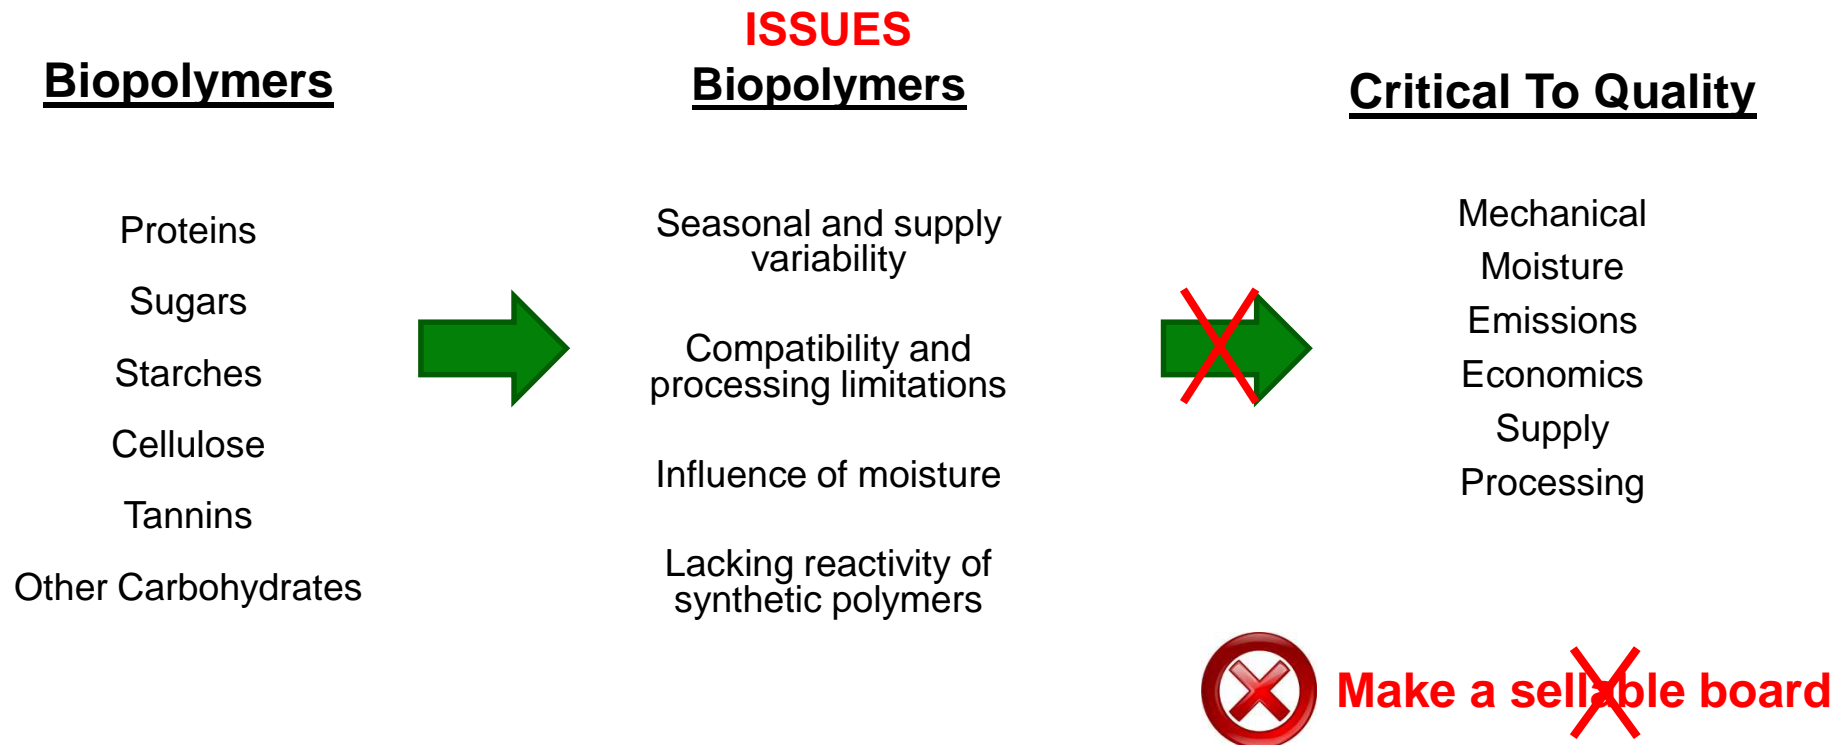 Biopolymers
Proteins
Sugars
Starches
Cellulose
Tannins
Other Carbohydrates
ISSUES
Biopolymers
Seasonal and supply
variability
Compatibility and
processing limitations
Influence of moisture
Lacking reactivity of
synthetic polymers
Critical To Quality
Mechanical
Moisture
Emissions
Economics
Supply
Processing
Make a sellable board